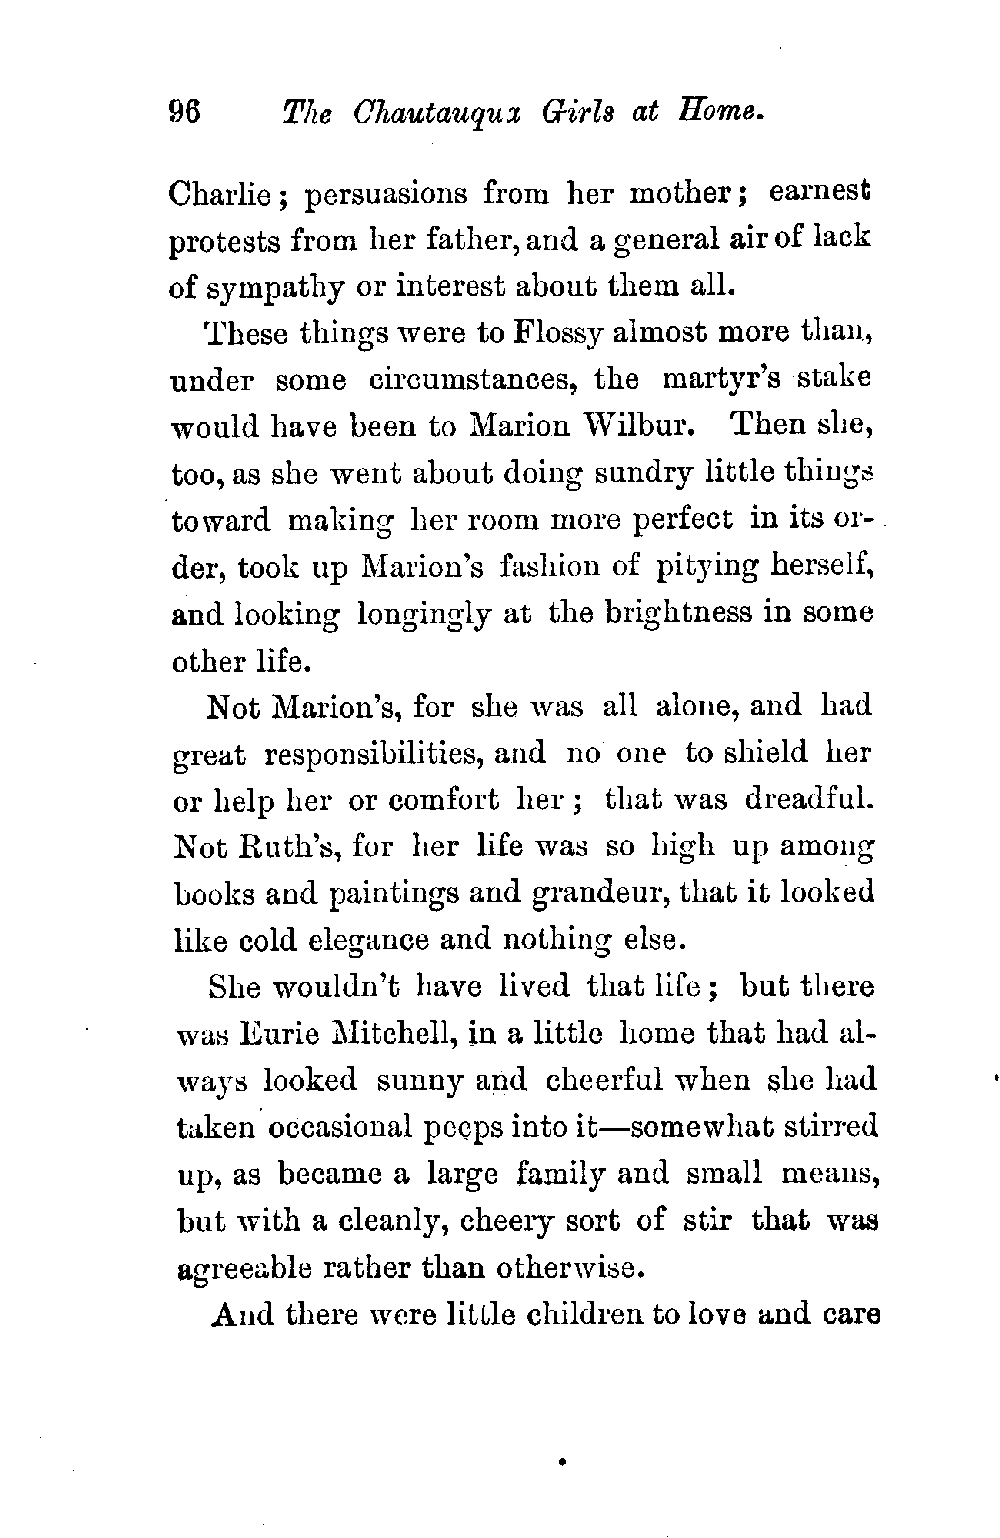 96 The Chautauqua Girls at Home.
Charlie; persuasions from her mother; earnest
protests from her father, and a general air of lack
of sympathy or interest about them all.
These things were to Flossy almost more than,
under some circumstances, the martyr's stake
would have been to Marion Wilbur. Then she,
too, as she went about doing sundry little things
toward making her room more perfect in its or-
der, took up Marion's fashion of pitying herself,
and looking longingly at the brightness in some
other life.
Not Marion's, for she was all alone, and had
great responsibilities, and no one to shield her
or help her or comfort her; that was dreadful.
Not Ruth's, for her life was so high up among
books and paintings and grandeur, that it looked
like cold elegance and nothing else.
She wouldn't have lived that life; but there
was Eurie Mitchell, in a little home that had al-
ways looked sunny and cheerful when she had
taken occasional peeps into it—somewhat stirred
up, as became a large family and small means,
but with a cleanly, cheery sort of stir that was
agreeable rather than otherwise.
And there were little children to love and care